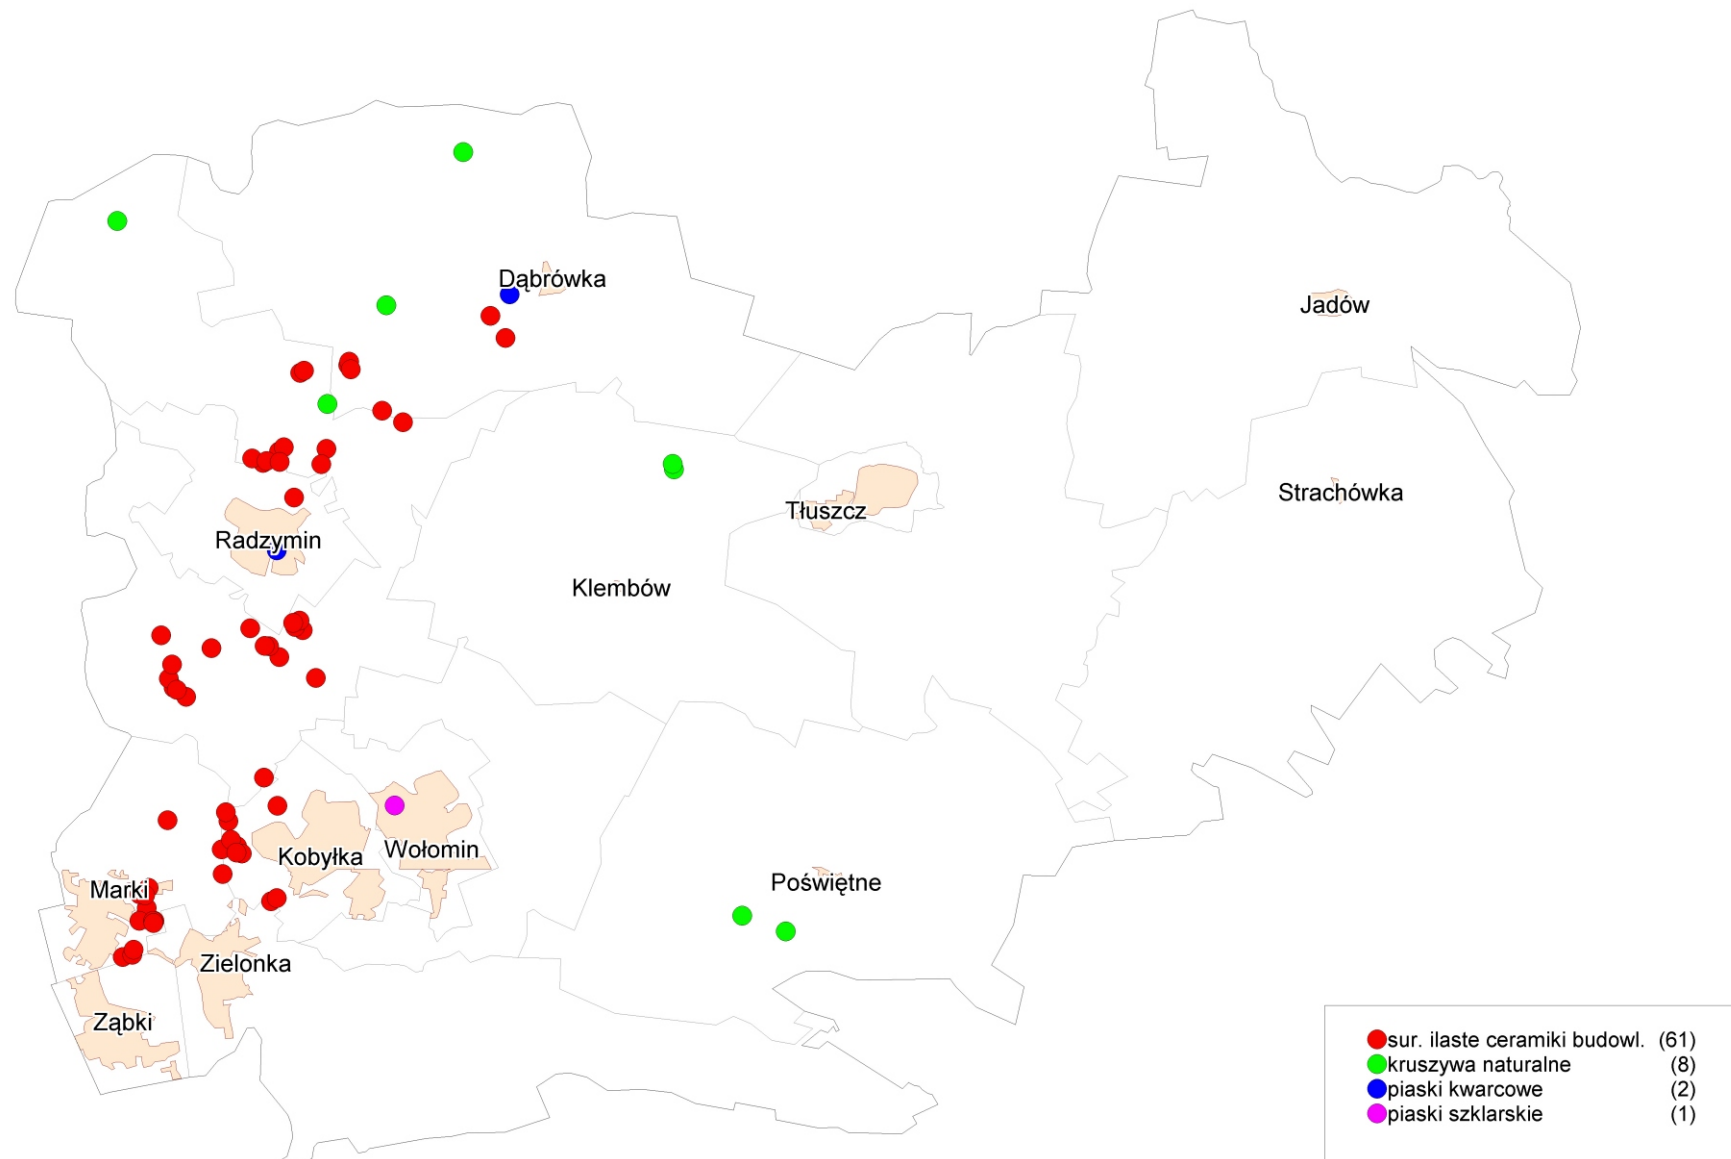 Dąbrówka
Jadów
Strachówka
Tłuszcz
Radzymin
Klembów
Wołomin
Kobyłka
Poświętne
Marki
Zielonka
Ząbki
sur. ilaste ceramiki budowl. (61)
kruszywa naturalne (8)
piaski kwarcowe (2)
piaski szklarskie (1)